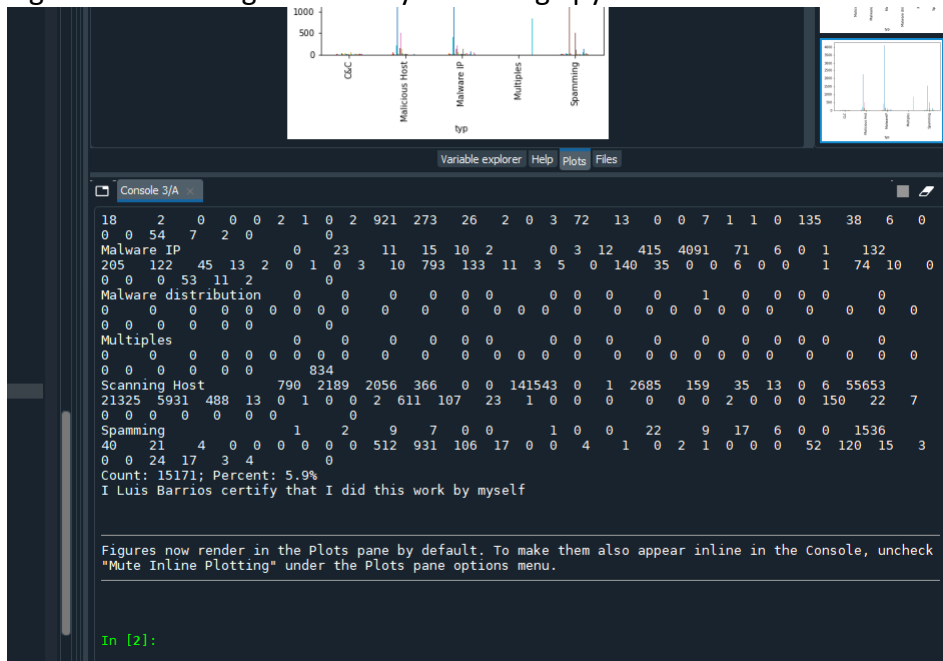 1000
500
0
C&C
Malicious Host
Malware IP
Multiples
Spamming
typ
Variable explorer Help Plots Files
Console 3/A
18 2 0 0 0 2 1 0 2 921 273 26 2 0 3 72 13 0 0 7 1 1 0 135 38 6 0
0 0 54 7 2 0 0
Malware IP 0 23 11 15 10 2 0 3 12 415 4091 71 6 0 1 132
205 122 45 13 2 0 1 0 3 10 793 133 11 3 5 0 140 35 0 0 6 0 0 1 74 10 0
0 0 0 53 11 2 0
Malware distribution 0 0 0 0 0 0 0 0 0 0 1 0 0 0 0 0
0 0 0 0 0 0 0 0 0 0 0 0 0 0 0 0 0 0 0 0 0 0 0 0 0 0 0
0 0 0 0 0 0 0
Multiples 0 0 0 0 0 0 0 0 0 0 0 0 0 0 0 0
0 0 0 0 0 0 0 0 0 0 0 0 0 0 0 0 0 0 0 0 0 0 0 0 0 0 0
0 0 0 0 0 0 834
Scanning Host 790 2189 2056 366 0 0 141543 0 1 2685 159 35 13 0 6 55653
21325 5931 488 13 0 1 0 0 2 611 107 23 1 0 0 0 0 0 0 2 0 0 0 150 22 7
0 0 0 0 0 0 0 0
Spamming 1 2 9 7 0 0 1 0 0 22 9 17 6 0 0 1536
40 21 4 0 0 0 0 0 0 512 931 106 17 0 0 4 1 0 2 1 0 0 0 52 120 15 3
0 0 24 17 3 4 0
Count: 15171; Percent: 5.9%
I Luis Barrios certify that I did this work by myself
Figures now render in the Plots pane by default. To make them also appear inline in the Console, uncheck
"Mute Inline Plotting" under the Plots pane options menu.
In [2]: